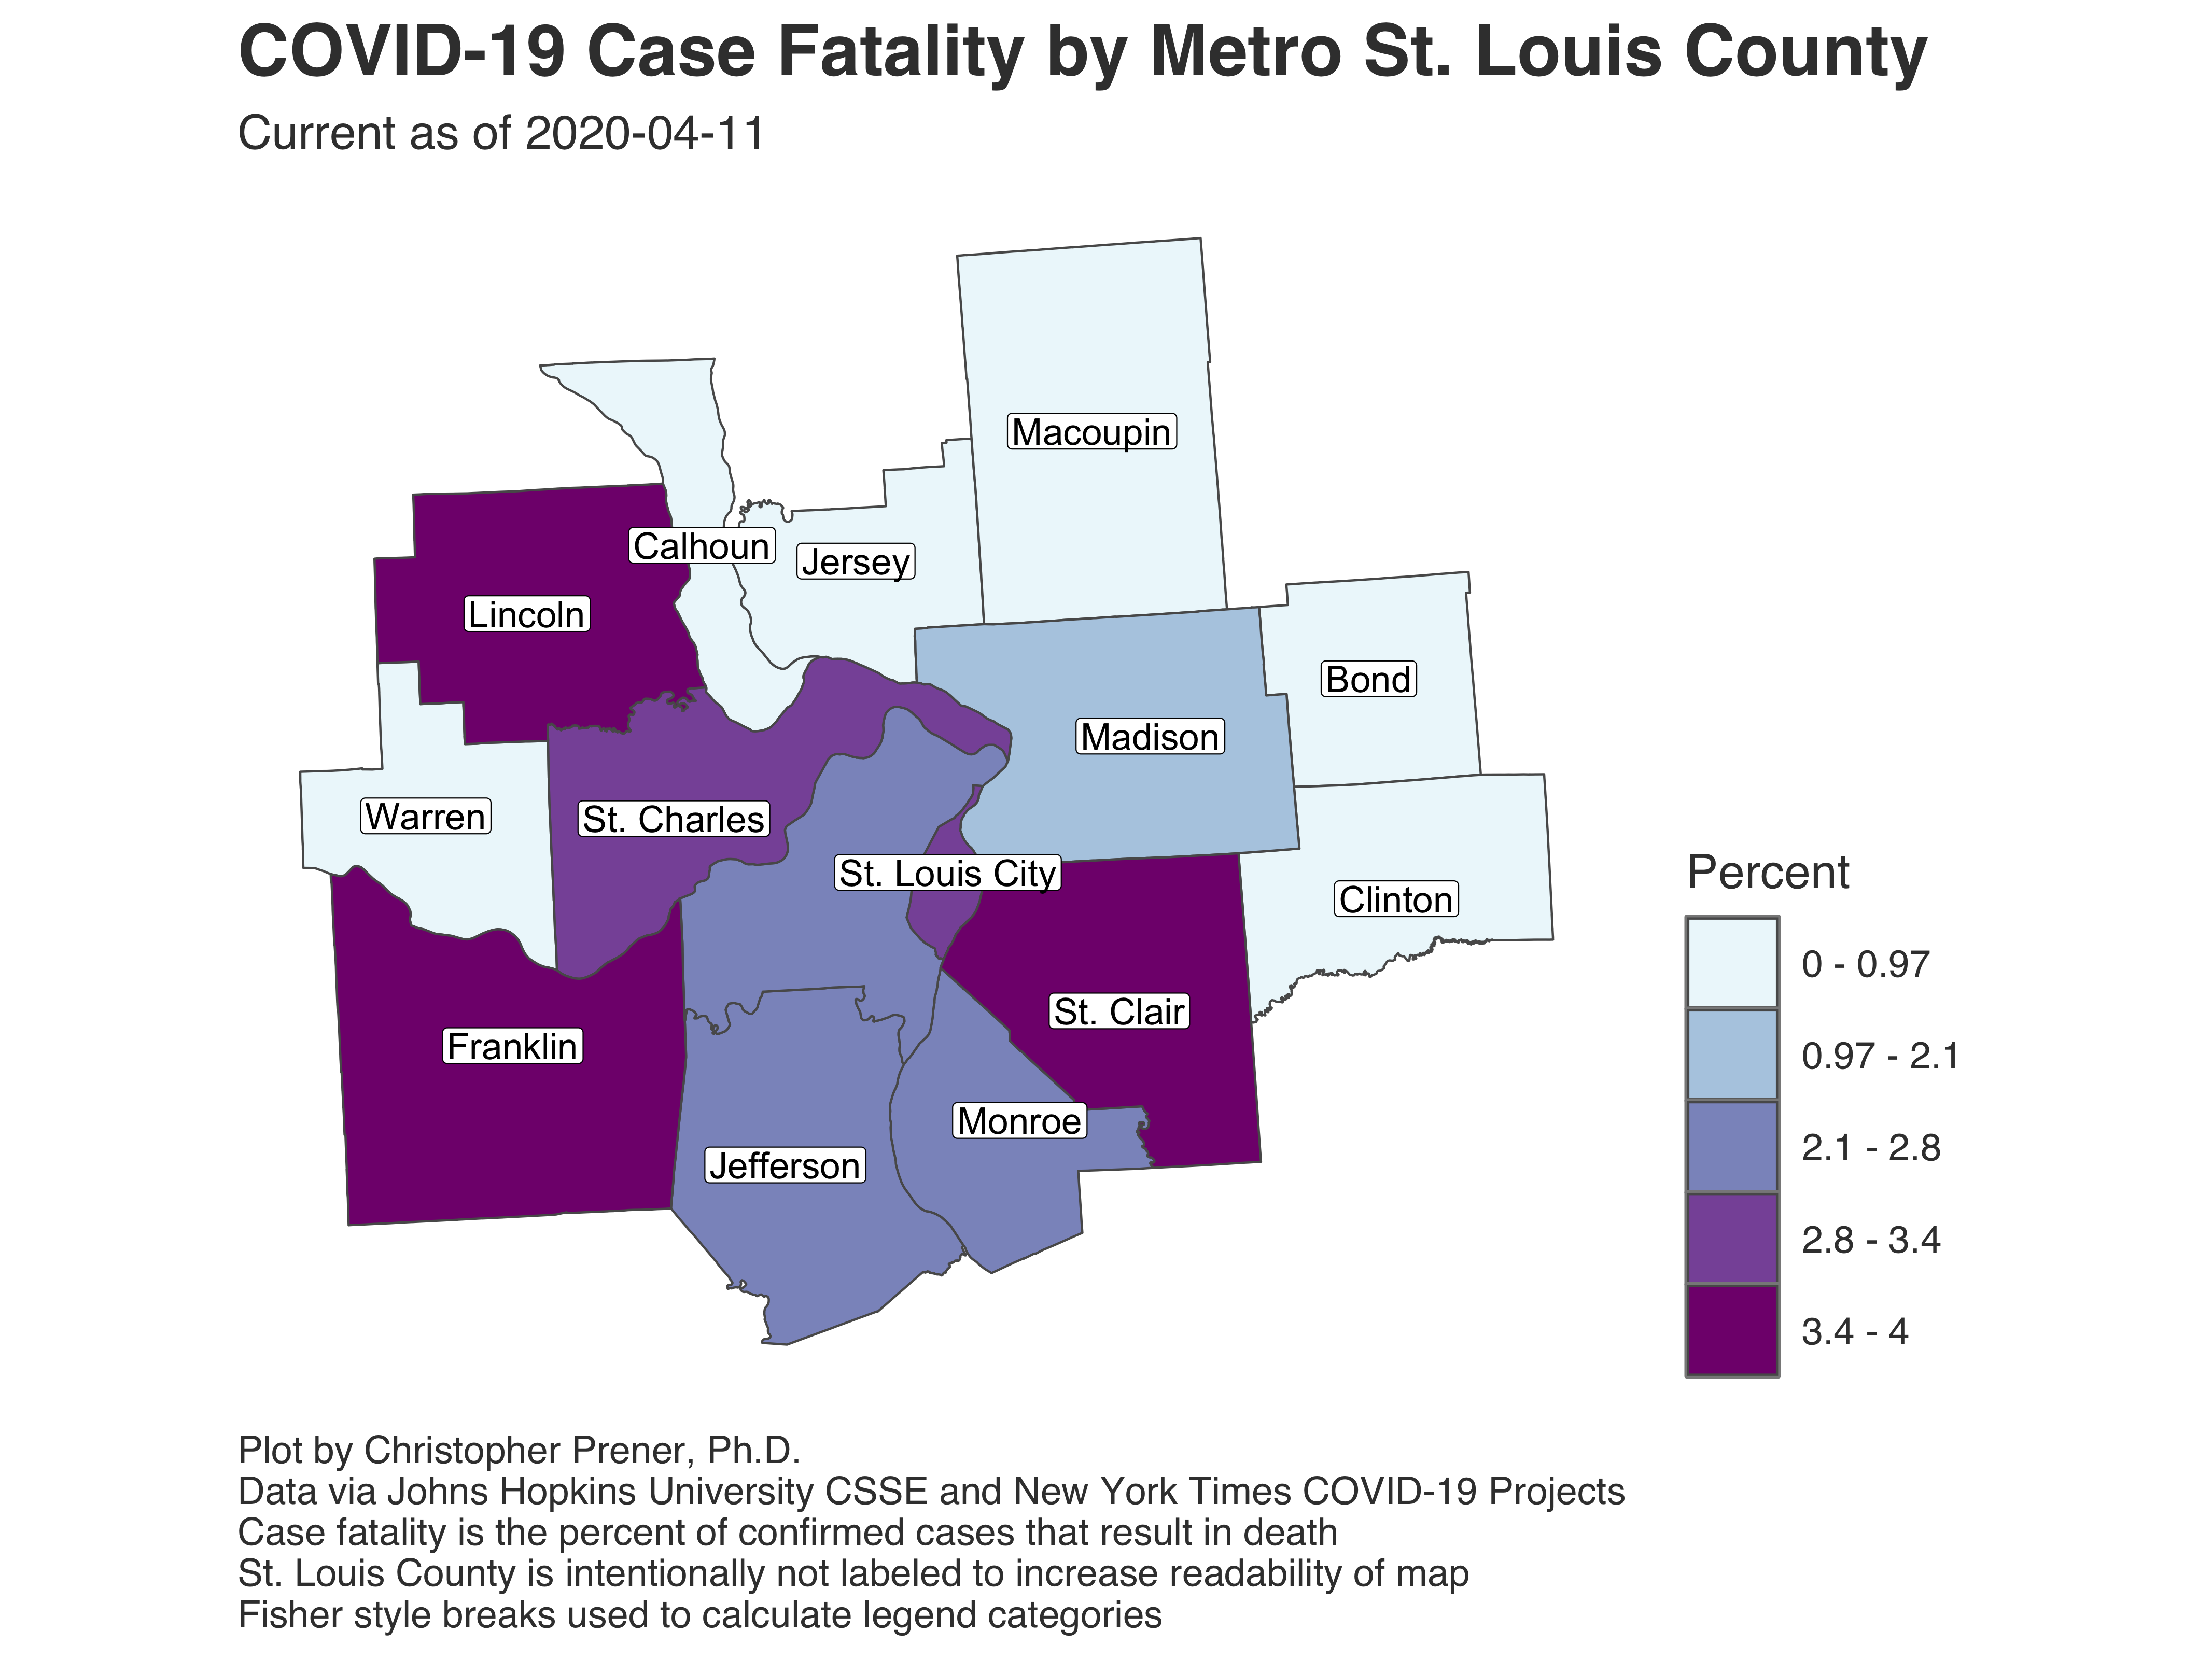 COVID-19 Case Fatality by Metro St. Louis County
Current as of 2020-04-11
Macoupin
Calhoun
Jersey
Lincoln
Bond
Madison
Warren
St. Charles
St. Louis City
Clinton
St. Clair
Franklin
Monroe
Jefferson
Percent
0 - 0.97
0.97 - 2.1
2.1 - 2.8
2.8 - 3.4
3.4 - 4
Plot by Christopher Prener, Ph.D.
Data via Johns Hopkins University CSSE and New York Times COVID-19 Projects
Case fatality is the percent of confirmed cases that result in death
St. Louis County is intentionally not labeled to increase readability of map
Fisher style breaks used to calculate legend categories